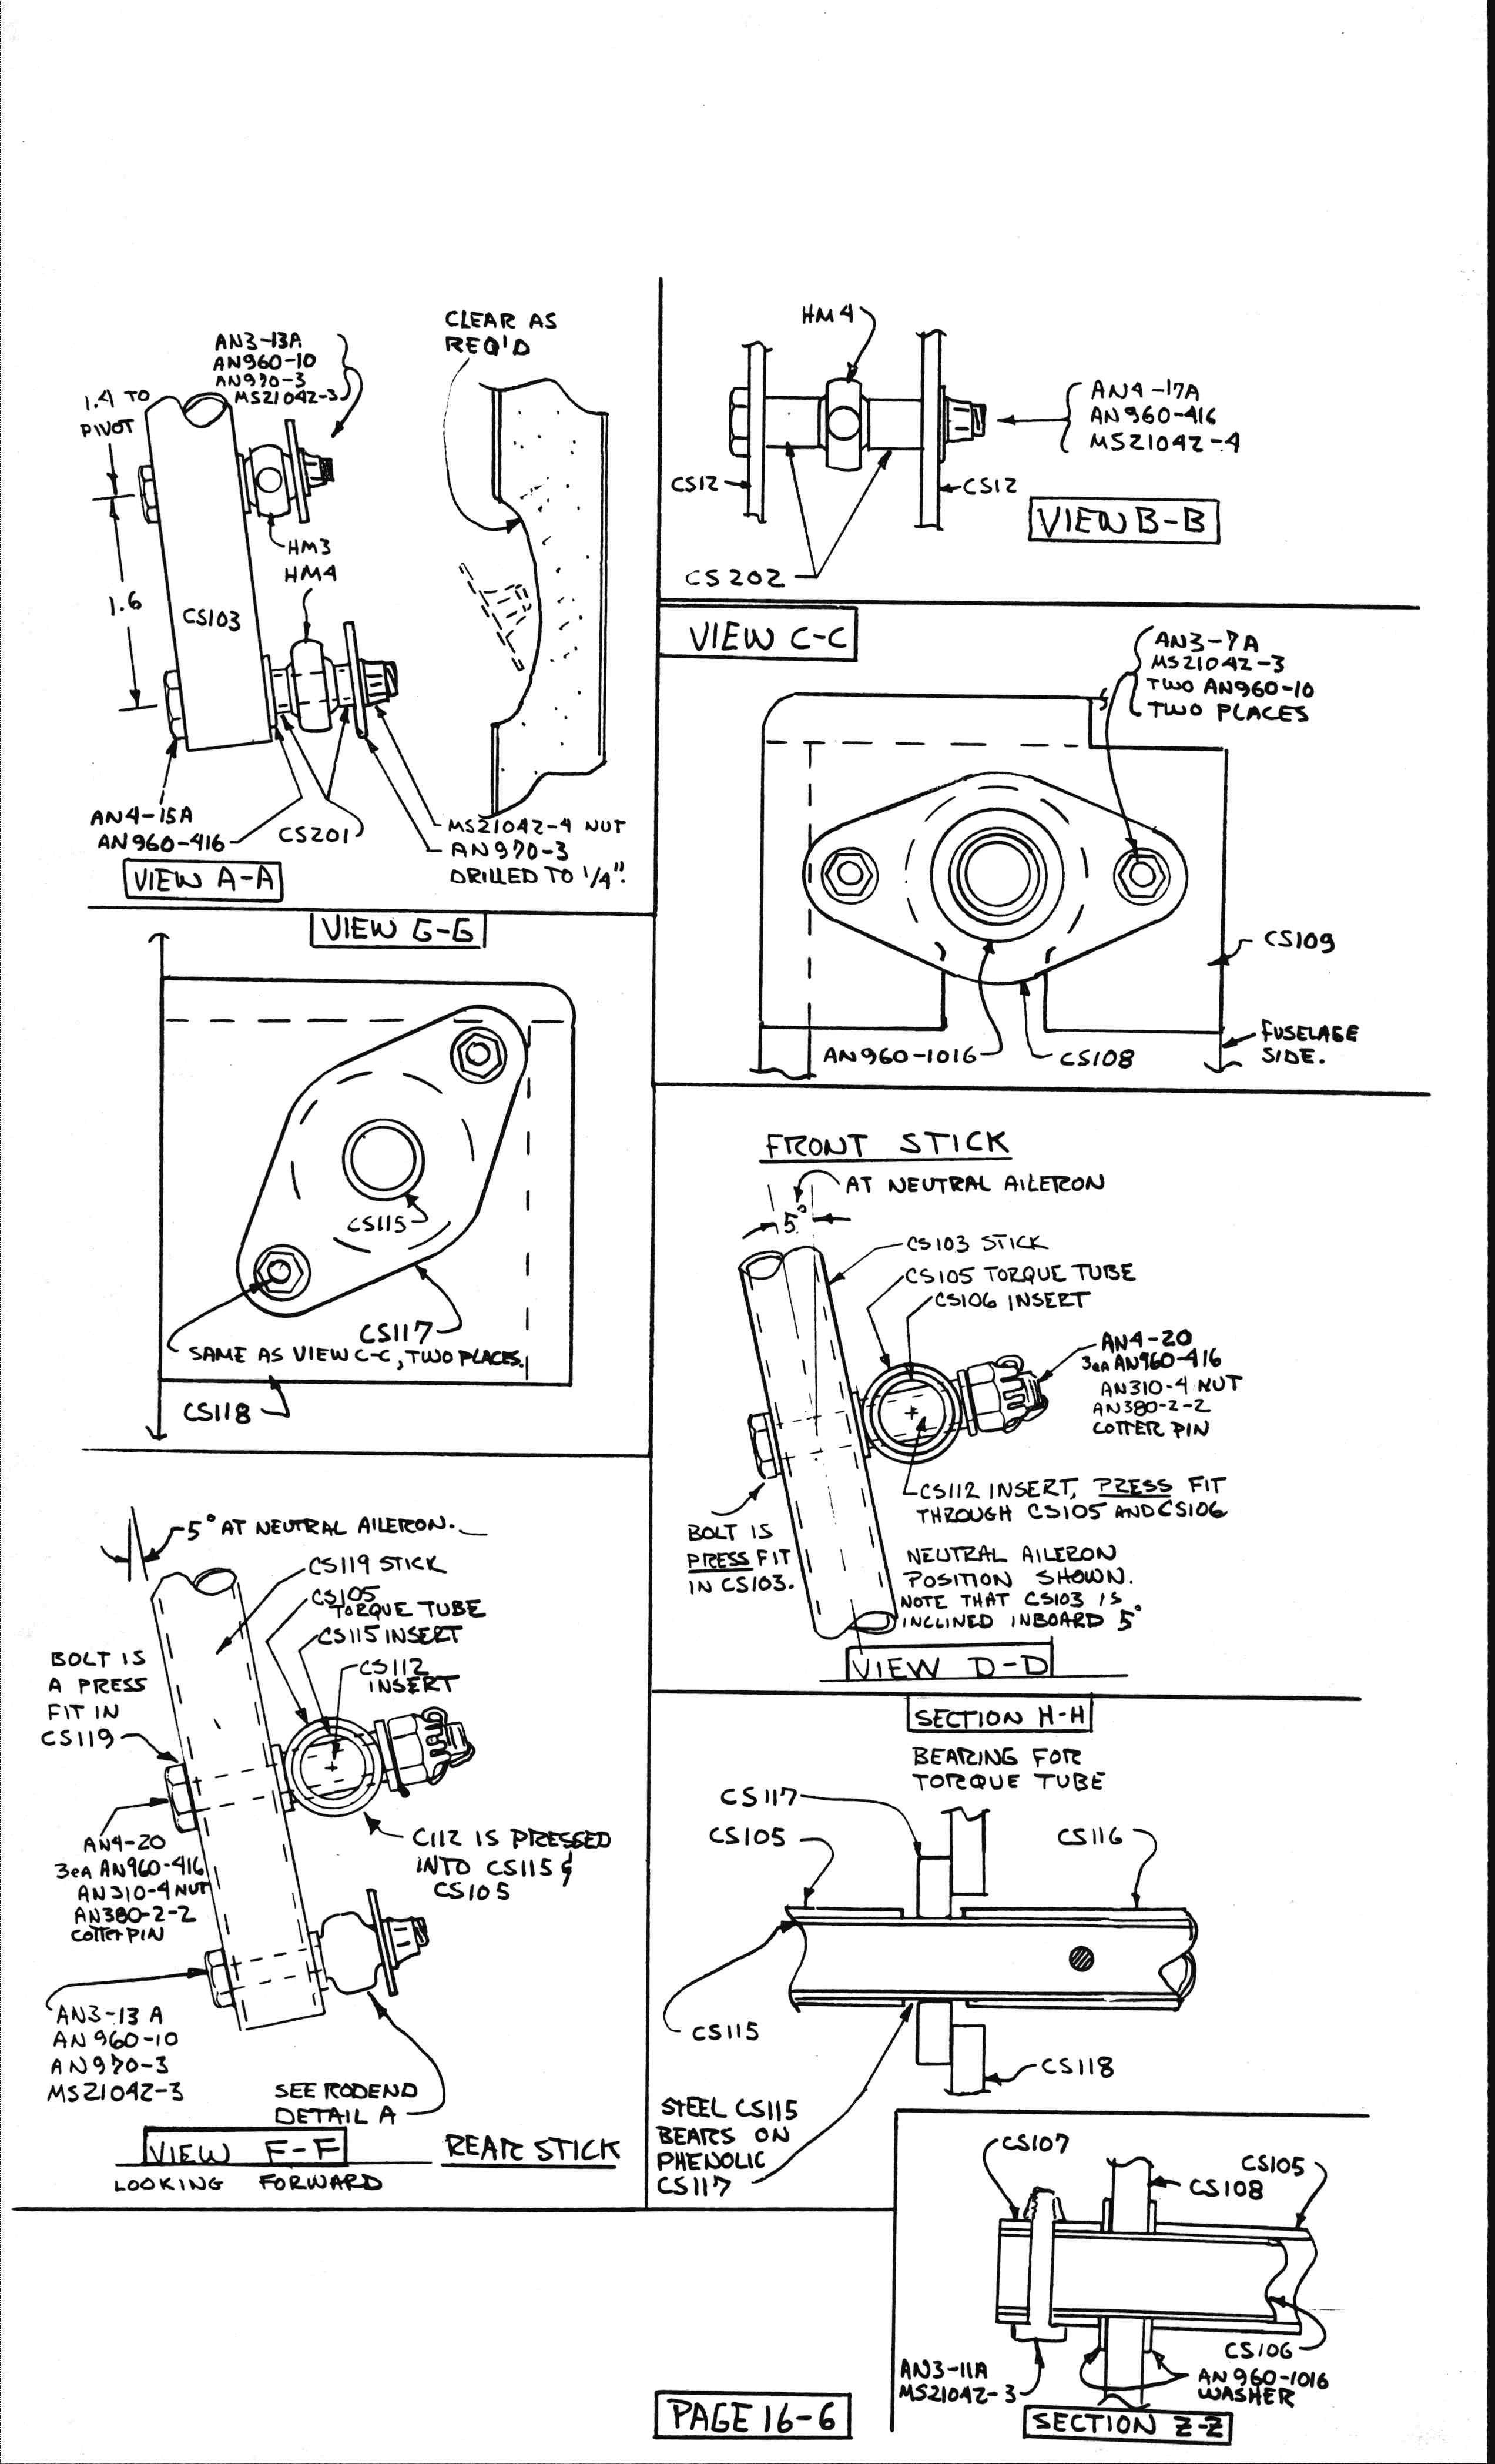 AN3-13A
AN960-10
AN970-3
MS21042-3
1.4 TO
PIVOT
CLEAR AS
REQ'D
HM3
HM4
1.6
CS103
AN4-15A
AN960-416
CS201
MS21042-4 NUT
AN970-3
DRILLED TO 1/4".
VIEW A-A
HM4
AN4-17A
AN960-416
MS21042-4
CS12
CS12
CS202
VIEW B-B
VIEW C-C
AN3-7A
MS21042-3
TWO AN960-10
TWO PLACES
CS109
FUSELAGE
SIDE.
AN960-1016
CS108
VIEW G-G
CS115
CS117
SAME AS VIEW C-C, TWO PLACES.
CS118
FRONT STICK
AT NEUTRAL AILERON
5°
CS103 STICK
CS105 TORQUE TUBE
CS106 INSERT
AN4-20
3eA AN960-416
AN310-4 NUT
AN380-2-2
COTTER PIN
CS112 INSERT, PRESS FIT
THROUGH CS105 AND CS106
BOLT IS
PRESS FIT
IN CS103.
NEUTRAL AILERON
POSITION SHOWN.
NOTE THAT CS103 IS
INCLINED INBOARD 5°
VIEW D-D
5° AT NEUTRAL AILERON.
CS119 STICK
CS105
TORQUE TUBE
CS115 INSERT
CS112
INSERT
BOLT IS
A PRESS
FIT IN
CS119
AN4-20
3eA AN960-416
AN310-4 NUT
AN380-2-2
COTTER PIN
C112 IS PRESSED
INTO CS115 &
CS105
AN3-13 A
AN960-10
AN970-3
MS21042-3
SEE RODEND
DETAIL A
VIEW F-F
LOOKING FORWARD
REAR STICK
SECTION H-H
BEARING FOR
TORQUE TUBE
CS117
CS105
CS116
CS115
CS118
STEEL CS115
BEARS ON
PHENOLIC
CS117
CS107
CS108
CS105
CS106
AN3-11A
MS21042-3
AN960-1016
WASHER
SECTION Z-Z
PAGE 16-6